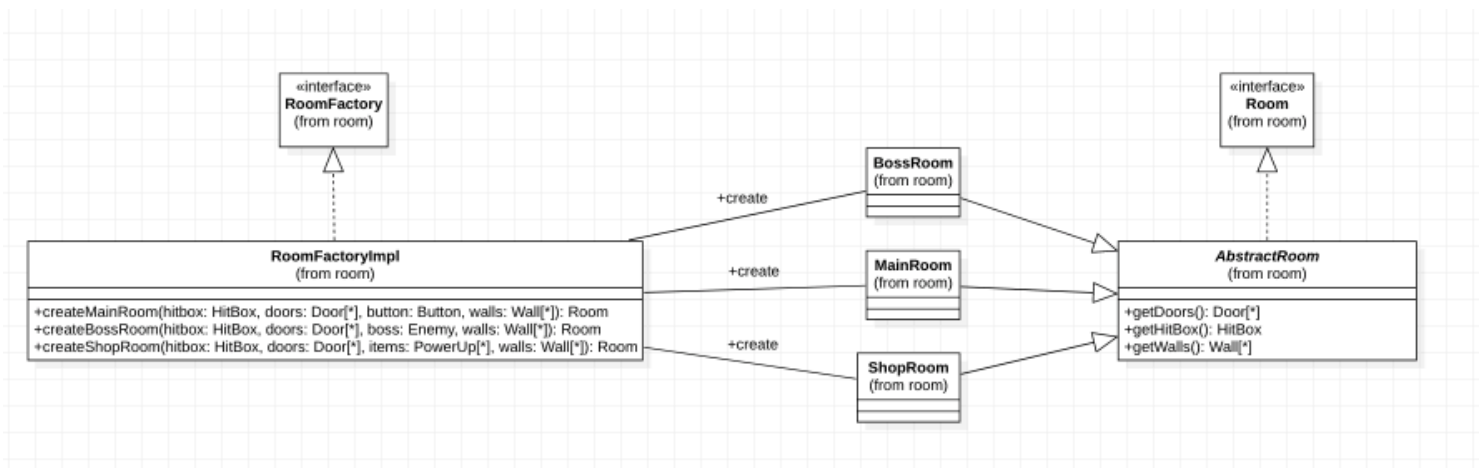 «interface»
RoomFactory
(from room)
«interface»
Room
(from room)
BossRoom
(from room)
+create
RoomFactoryImpl
(from room)
+createMainRoom(hitbox: HitBox, doors: Door[*], button: Button, walls: Wall[*]): Room
+createBossRoom(hitbox: HitBox, doors: Door[*], boss: Enemy, walls: Wall[*]): Room
+createShopRoom(hitbox: HitBox, doors: Door[*], items: PowerUp[*], walls: Wall[*]): Room
+create
MainRoom
(from room)
AbstractRoom
(from room)
+getDoors(): Door[*]
+getHitBox(): HitBox
+getWalls(): Wall[*]
+create
ShopRoom
(from room)